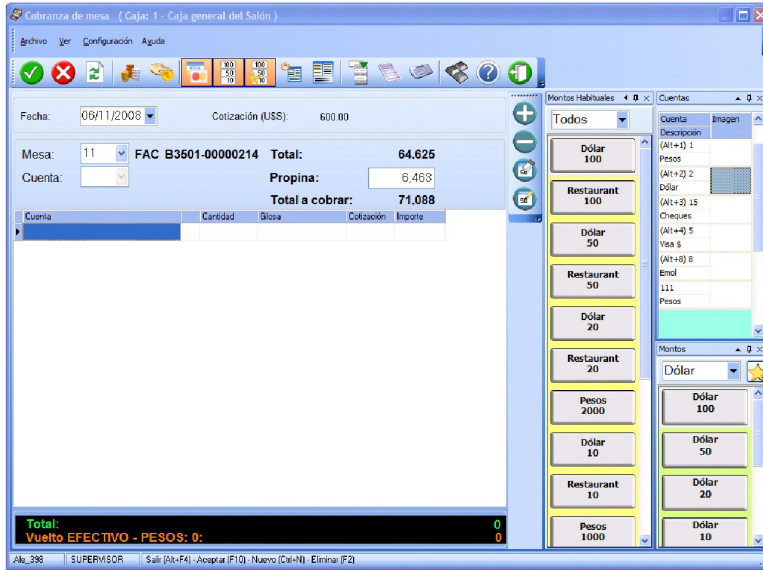 Cobranza de mesa ( Caja: 1 - Caja general del Salón )
Archivo Ver Configuración Ayuda
Fecha: 06/11/2008 Cotización (U$S): 600.00
Mesa: 11 FAC B3501-00000214 Total: 64.625
Cuenta: Propina: 6,463
Total a cobrar: 71.088
Cuenta Cantidad Glosa Cotización Importe
Total: 0
Vuelto EFECTIVO - PESOS: 0: 0
Ale_398 SUPERVISOR Salir (Alt+F4) - Aceptar (F10) - Nuevo (Ctrl+N) - Eliminar (F2)
Montos Habituales
Todos
Dólar
100
Restaurant
100
Dólar
50
Restaurant
50
Dólar
20
Restaurant
20
Pesos
2000
Dólar
10
Restaurant
10
Pesos
1000
Cuentas
Cuenta Imagen
Descripción
(Alt+1) 1
Pesos
(Alt+2) 2
Dólar
(Alt+3) 15
Cheques
(Alt+4) 5
Visa $
(Alt+8) 8
Emol
111
Pesos
Montos
Dólar
Dólar
100
Dólar
50
Dólar
20
Dólar
10